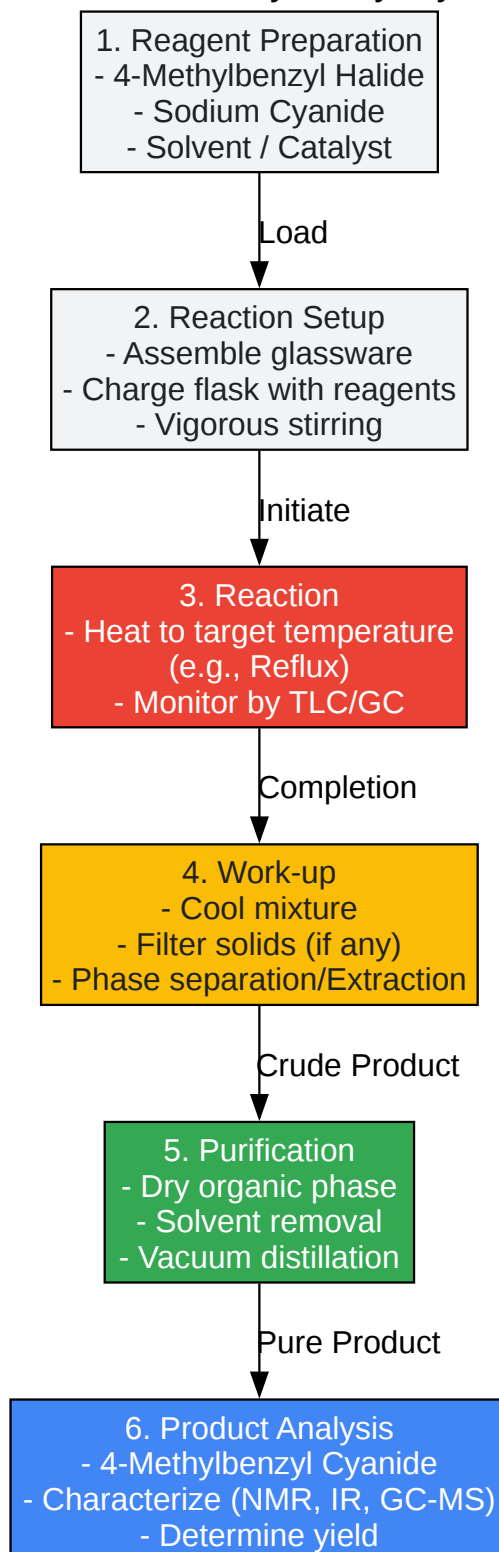 1. Reagent Preparation
- 4-Methylbenzyl Halide
- Sodium Cyanide
- Solvent / Catalyst
Load
2. Reaction Setup
- Assemble glassware
- Charge flask with reagents
- Vigorous stirring
Initiate
3. Reaction
- Heat to target temperature
(e.g., Reflux)
- Monitor by TLC/GC
Completion
4. Work-up
- Cool mixture
- Filter solids (if any)
- Phase separation/Extraction
Crude Product
5. Purification
- Dry organic phase
- Solvent removal
- Vacuum distillation
Pure Product
6. Product Analysis
- 4-Methylbenzyl Cyanide
- Characterize (NMR, IR, GC-MS)
- Determine yield